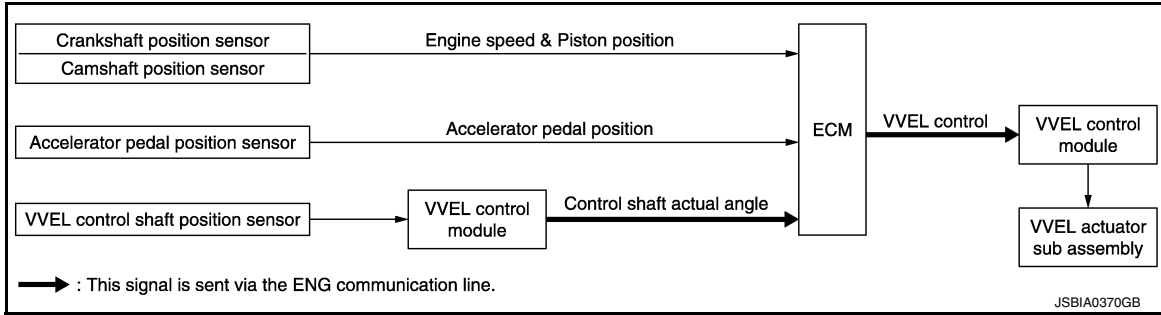 Crankshaft position sensor
Camshaft position sensor
Engine speed & Piston position
Accelerator pedal position sensor
Accelerator pedal position
VVEL control shaft position sensor
VVEL control
module
Control shaft actual angle
ECM
VVEL control
VVEL control
module
VVEL actuator
sub assembly
: This signal is sent via the ENG communication line.
JSBIA0370GB